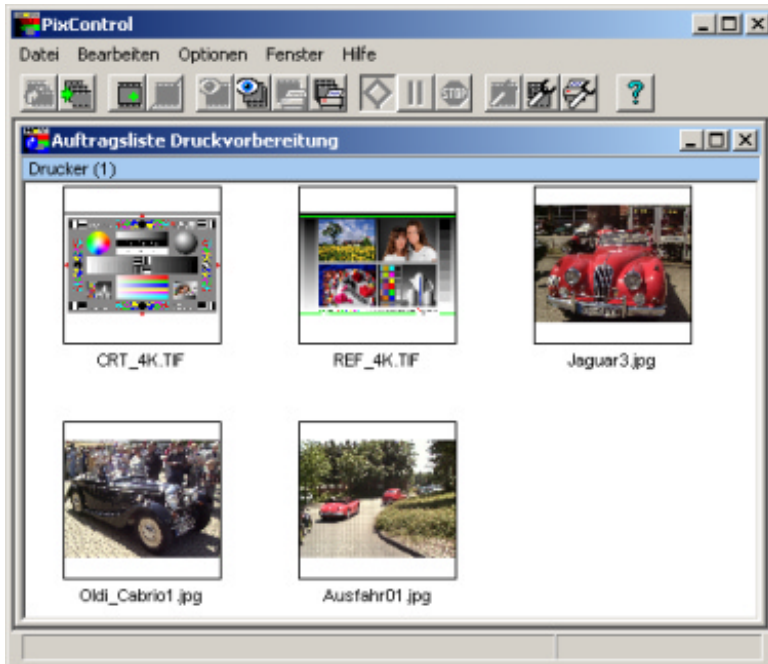 PixControl
Datei Bearbeiten Optionen Fenster Hilfe
STOP
?
Auftragsliste Druckvorbereitung
Drucker (1)
CRT_4K.TIF
REF_4K.TIF
Jaguar3.jpg
Oldi_Cabrio1.jpg
Ausfahr01.jpg